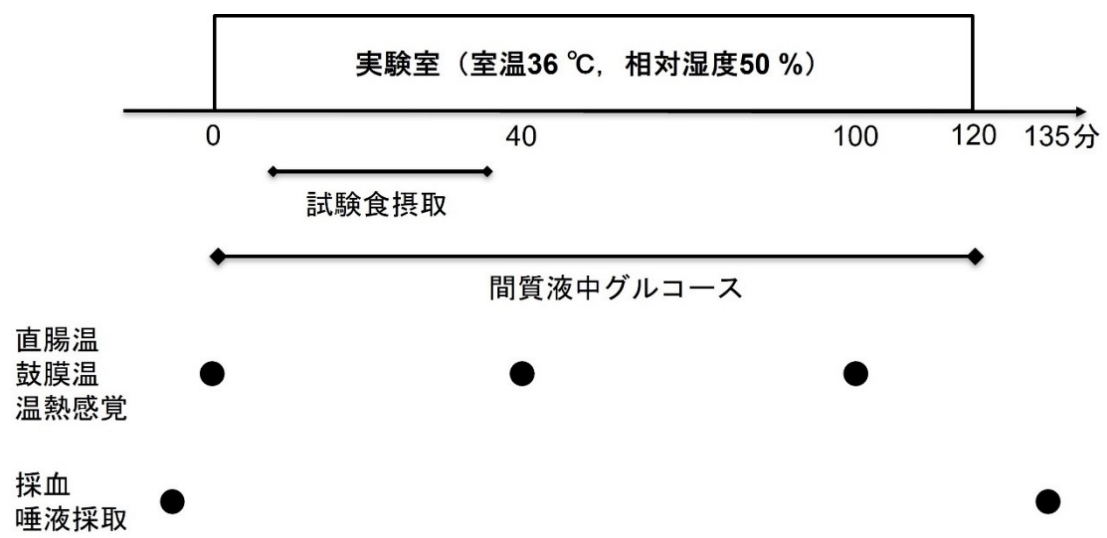 実験室（室温36 ℃，相対湿度50 %）
0 40 100 120 135分
試験食摂取
間質液中グルコース
直腸温
鼓膜温
温熱感覚
採血
唾液採取